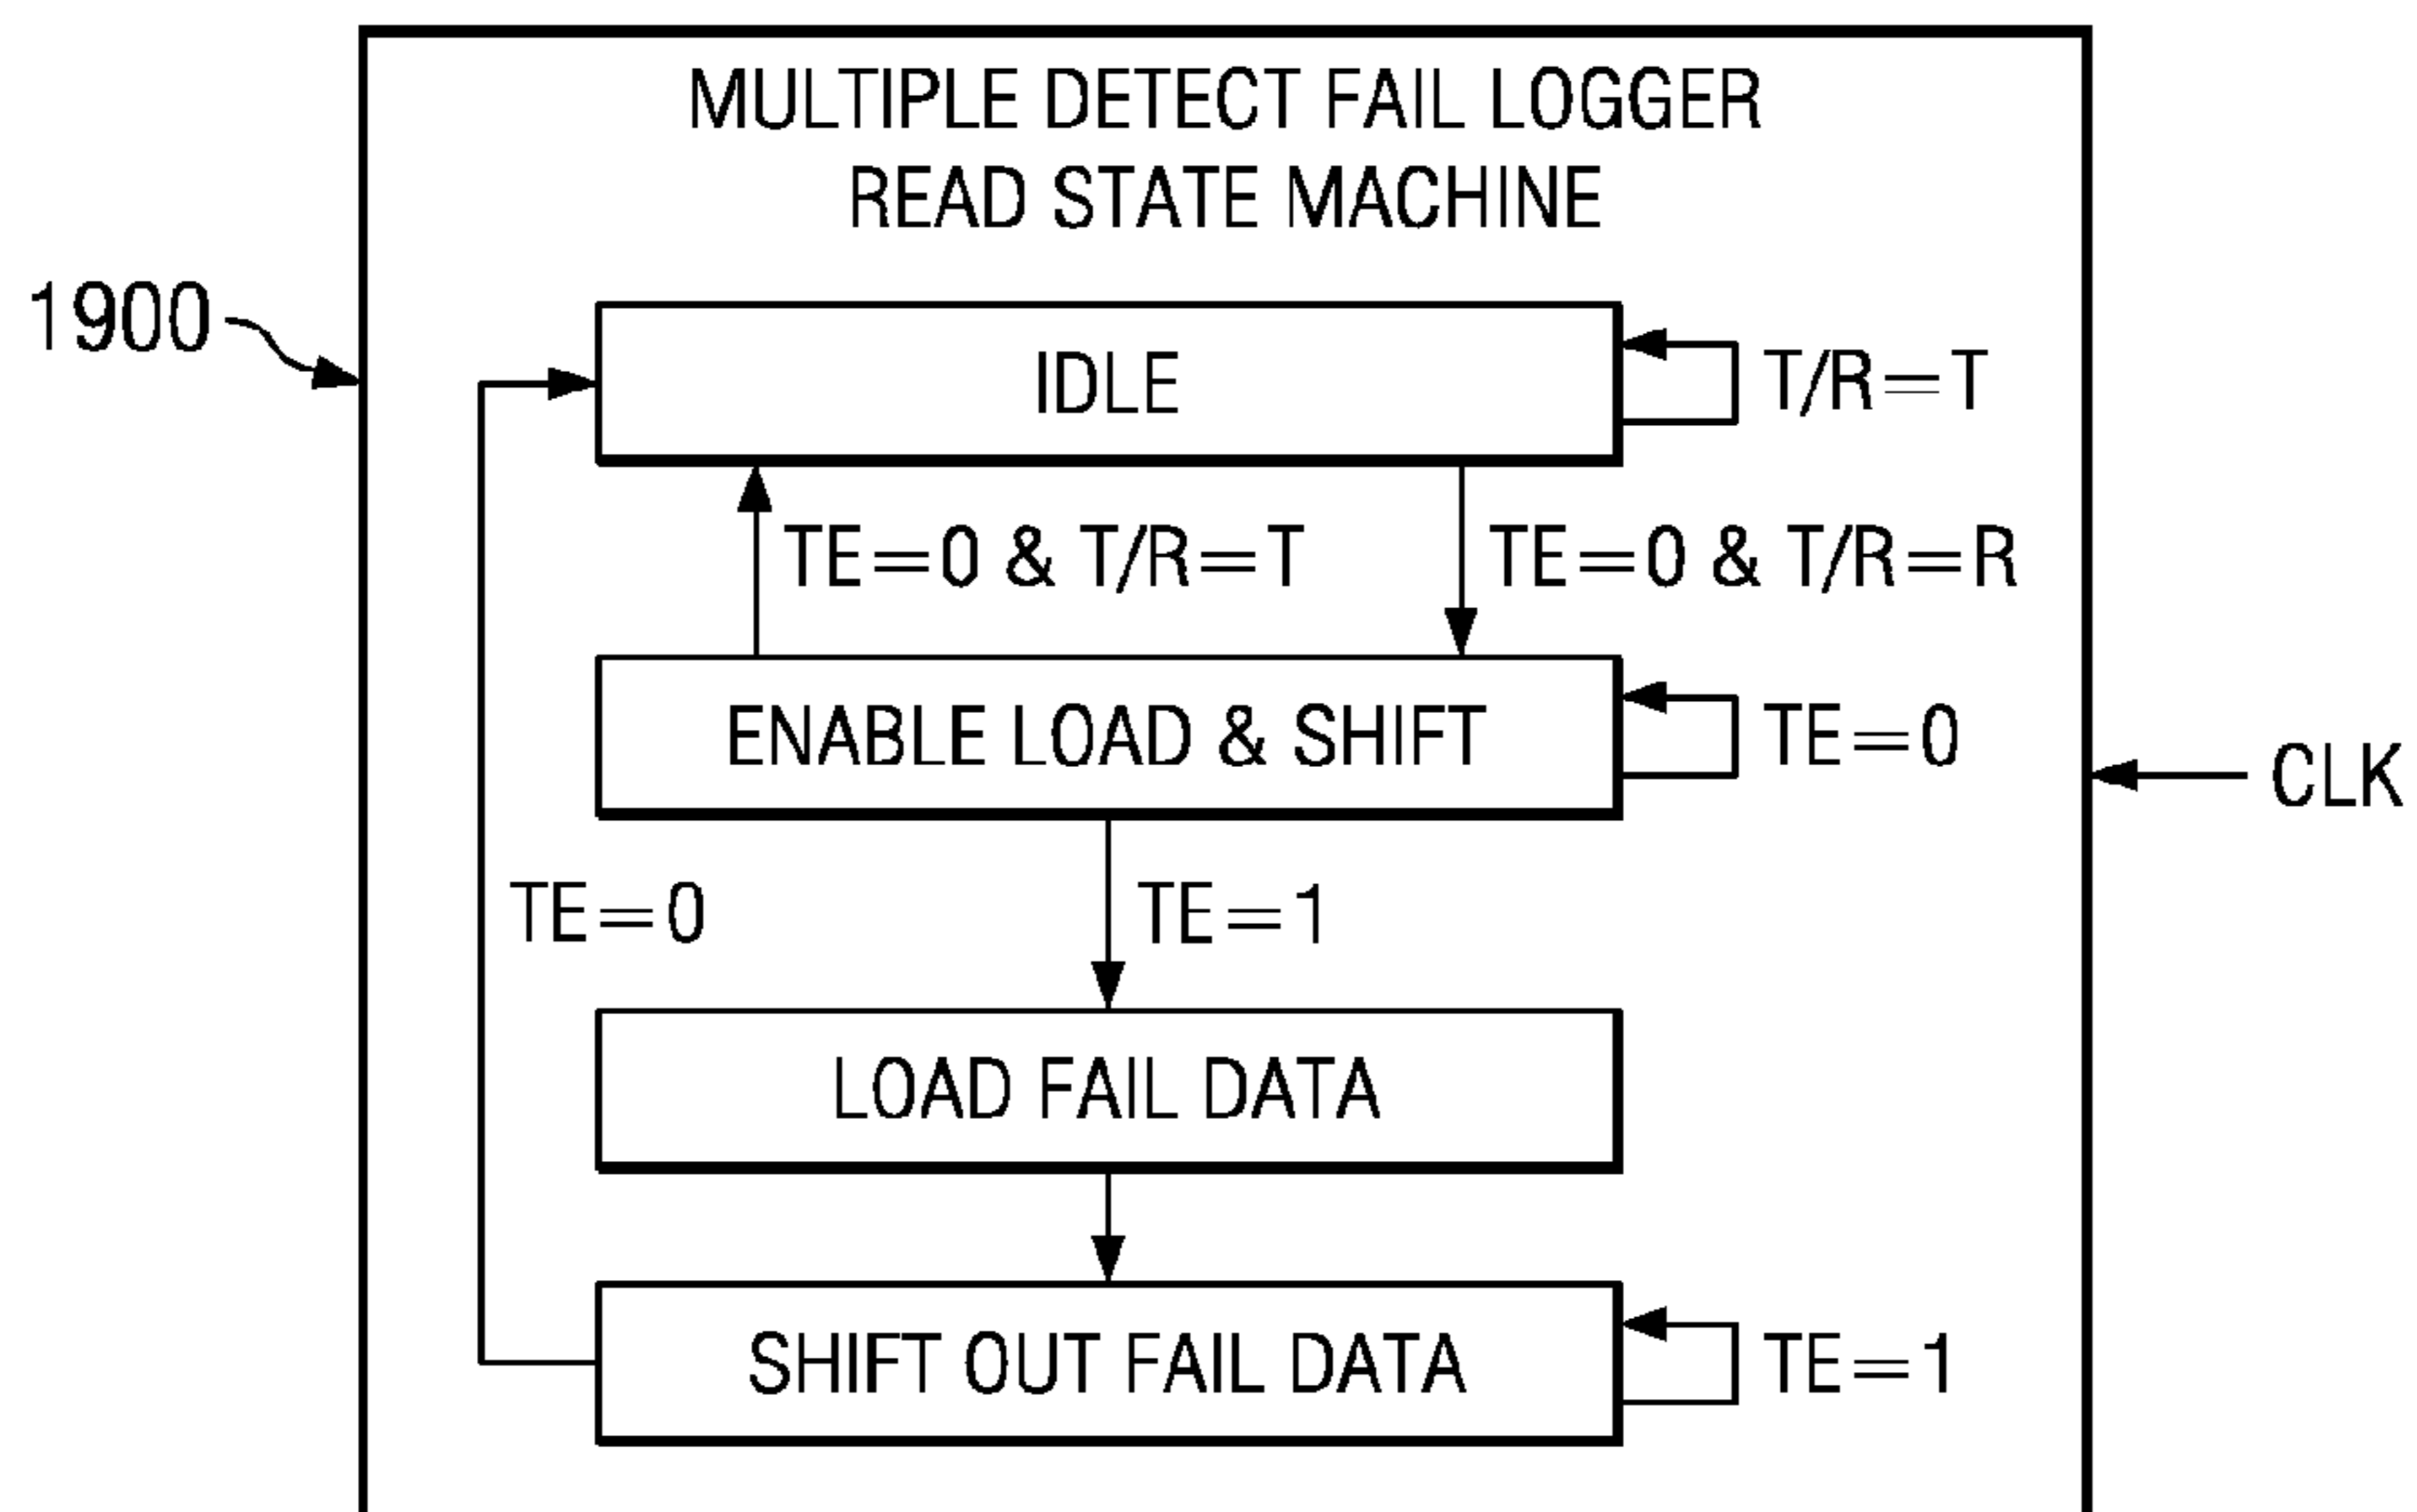 MULTIPLE DETECT FAIL LOGGER
READ STATE MACHINE
1900
IDLE
T/R=T
TE=0 & T/R=T
TE=0 & T/R=R
ENABLE LOAD & SHIFT
TE=0
CLK
TE=0
TE=1
LOAD FAIL DATA
SHIFT OUT FAIL DATA
TE=1